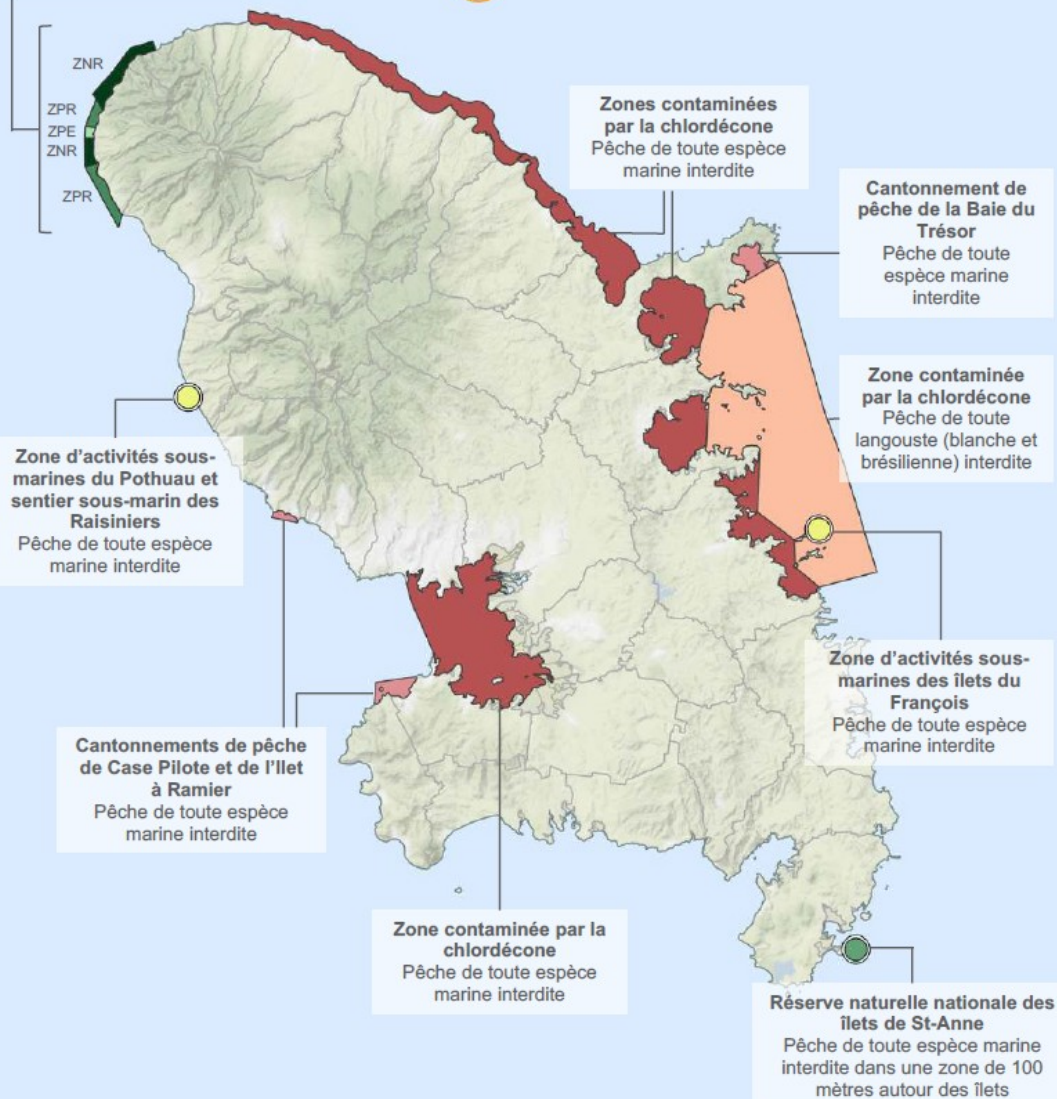 ZNR
ZPR
ZPE
ZNR
ZPR
Zones contaminées
par la chlordécone
Pêche de toute espèce
marine interdite
Cantonnement de
pêche de la Baie du
Trésor
Pêche de toute
espèce marine
interdite
Zone contaminée
par la chlordécone
Pêche de toute
langouste (blanche et
brésilienne) interdite
Zone d'activités sous-
marines du Pothuau et
sentier sous-marin des
Raisiniers
Pêche de toute espèce
marine interdite
Zone d'activités sous-
marines des îlets du
François
Pêche de toute espèce
marine interdite
Cantonnements de pêche
de Case Pilote et de l'Ilet
à Ramier
Pêche de toute espèce
marine interdite
Zone contaminée par la
chlordécone
Pêche de toute espèce
marine interdite
Réserve naturelle nationale des
îlets de St-Anne
Pêche de toute espèce marine
interdite dans une zone de 100
mètres autour des îlets